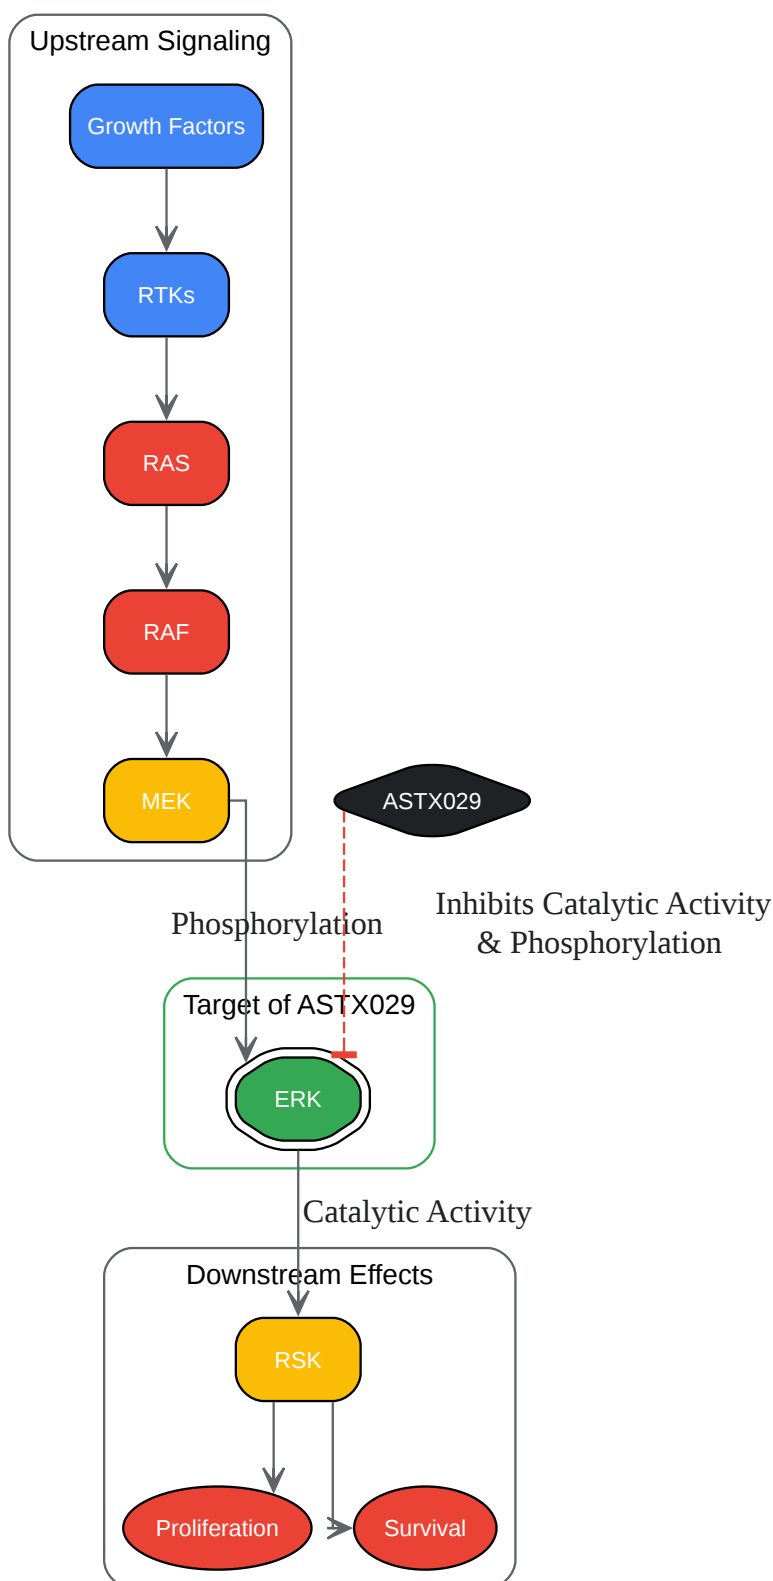 Upstream Signaling
Growth Factors
RTKs
RAS
RAF
MEK
ASTX029
Phosphorylation
Inhibits Catalytic Activity
& Phosphorylation
Target of ASTX029
ERK
Catalytic Activity
Downstream Effects
RSK
Proliferation
Survival